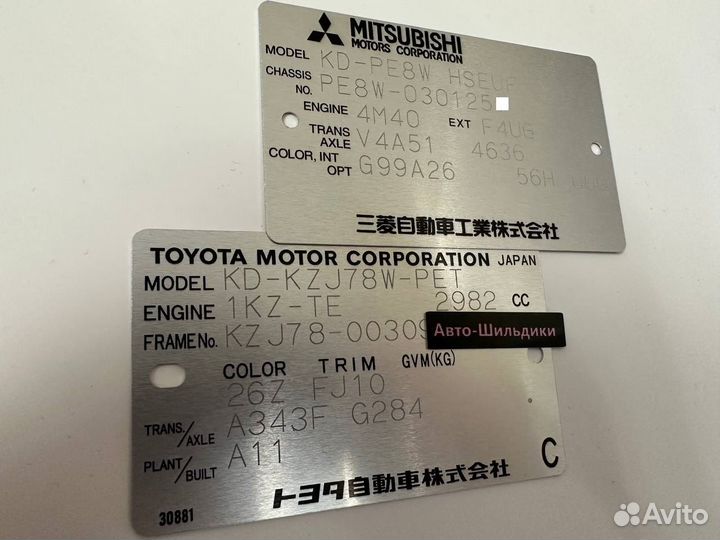 MITSUBISHI
MOTORS CORPORATION
MODEL KD-PE8W HSEUF
CHASSIS NO. PE8W-030125
ENGINE 4M40 EXT F4UG
TRANS AXLE V4A51 4636
COLOR, INT OPT G99A26 56H
三菱自動車工業株式会社
TOYOTA MOTOR CORPORATION JAPAN
MODEL KD-KZJ78W-PET
ENGINE 1KZ-TE 2982 CC
FRAME No. KZJ78-00309
Авто-Шильдики
COLOR TRIM GVM(KG)
26Z FJ10
TRANS./AXLE A343F G284
PLANT/BUILT A11
C
トヨタ自動車株式会社
30881
Avito